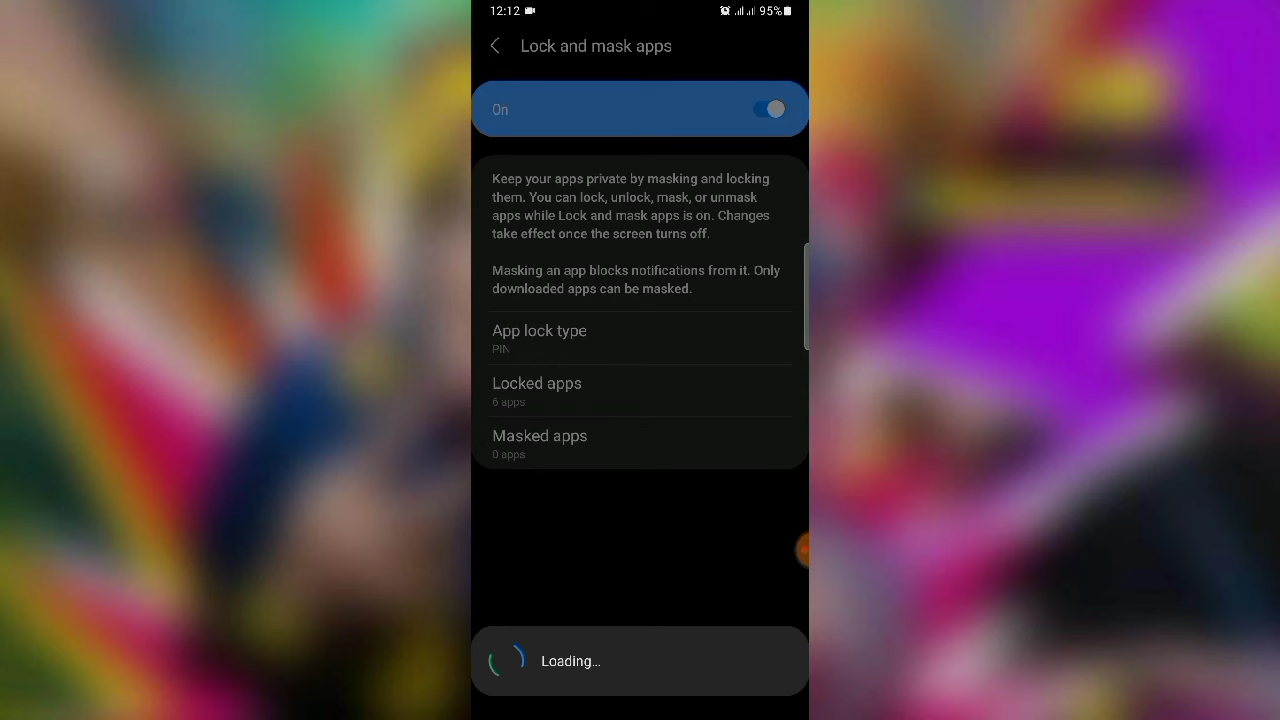 12:12 95%
Lock and mask apps
On
Keep your apps private by masking and locking
them. You can lock, unlock, mask, or unmask
apps while Lock and mask apps is on. Changes
take effect once the screen turns off.
Masking an app blocks notifications from it. Only
downloaded apps can be masked.
App lock type
PIN
Locked apps
6 apps
Masked apps
0 apps
Loading...